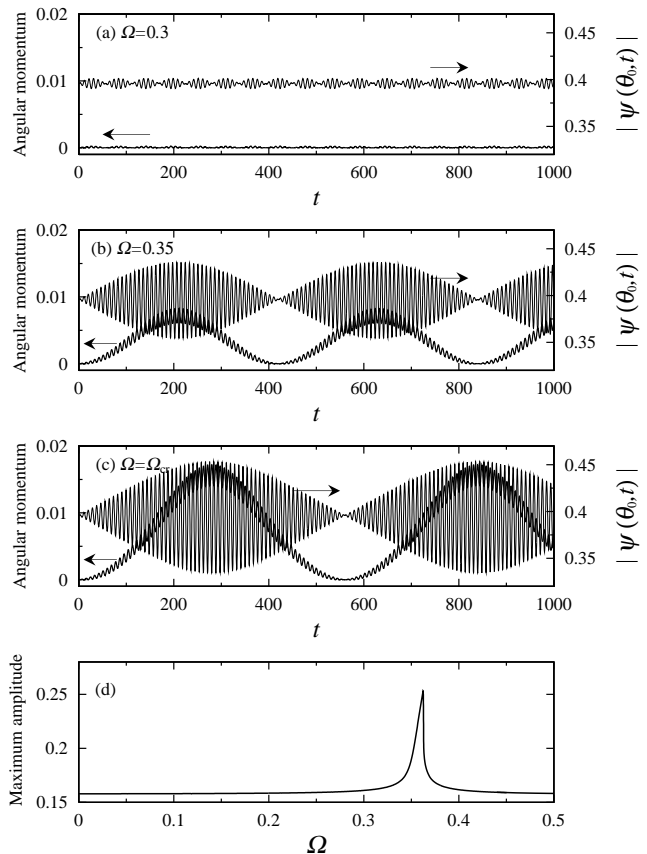 Angular momentum
0.02
0.01
0
(a) Ω=0.3
0.45
0.4
0.35
| ψ (θ0,t) |
0 200 400 600 800 1000
t
Angular momentum
0.02
0.01
0
(b) Ω=0.35
0.45
0.4
0.35
| ψ (θ0,t) |
0 200 400 600 800 1000
t
Angular momentum
0.02
0.01
0
(c) Ω=Ωcr
0.45
0.4
0.35
| ψ (θ0,t) |
0 200 400 600 800 1000
t
Maximum amplitude
0.25
0.2
0.15
(d)
0 0.1 0.2 0.3 0.4 0.5
Ω